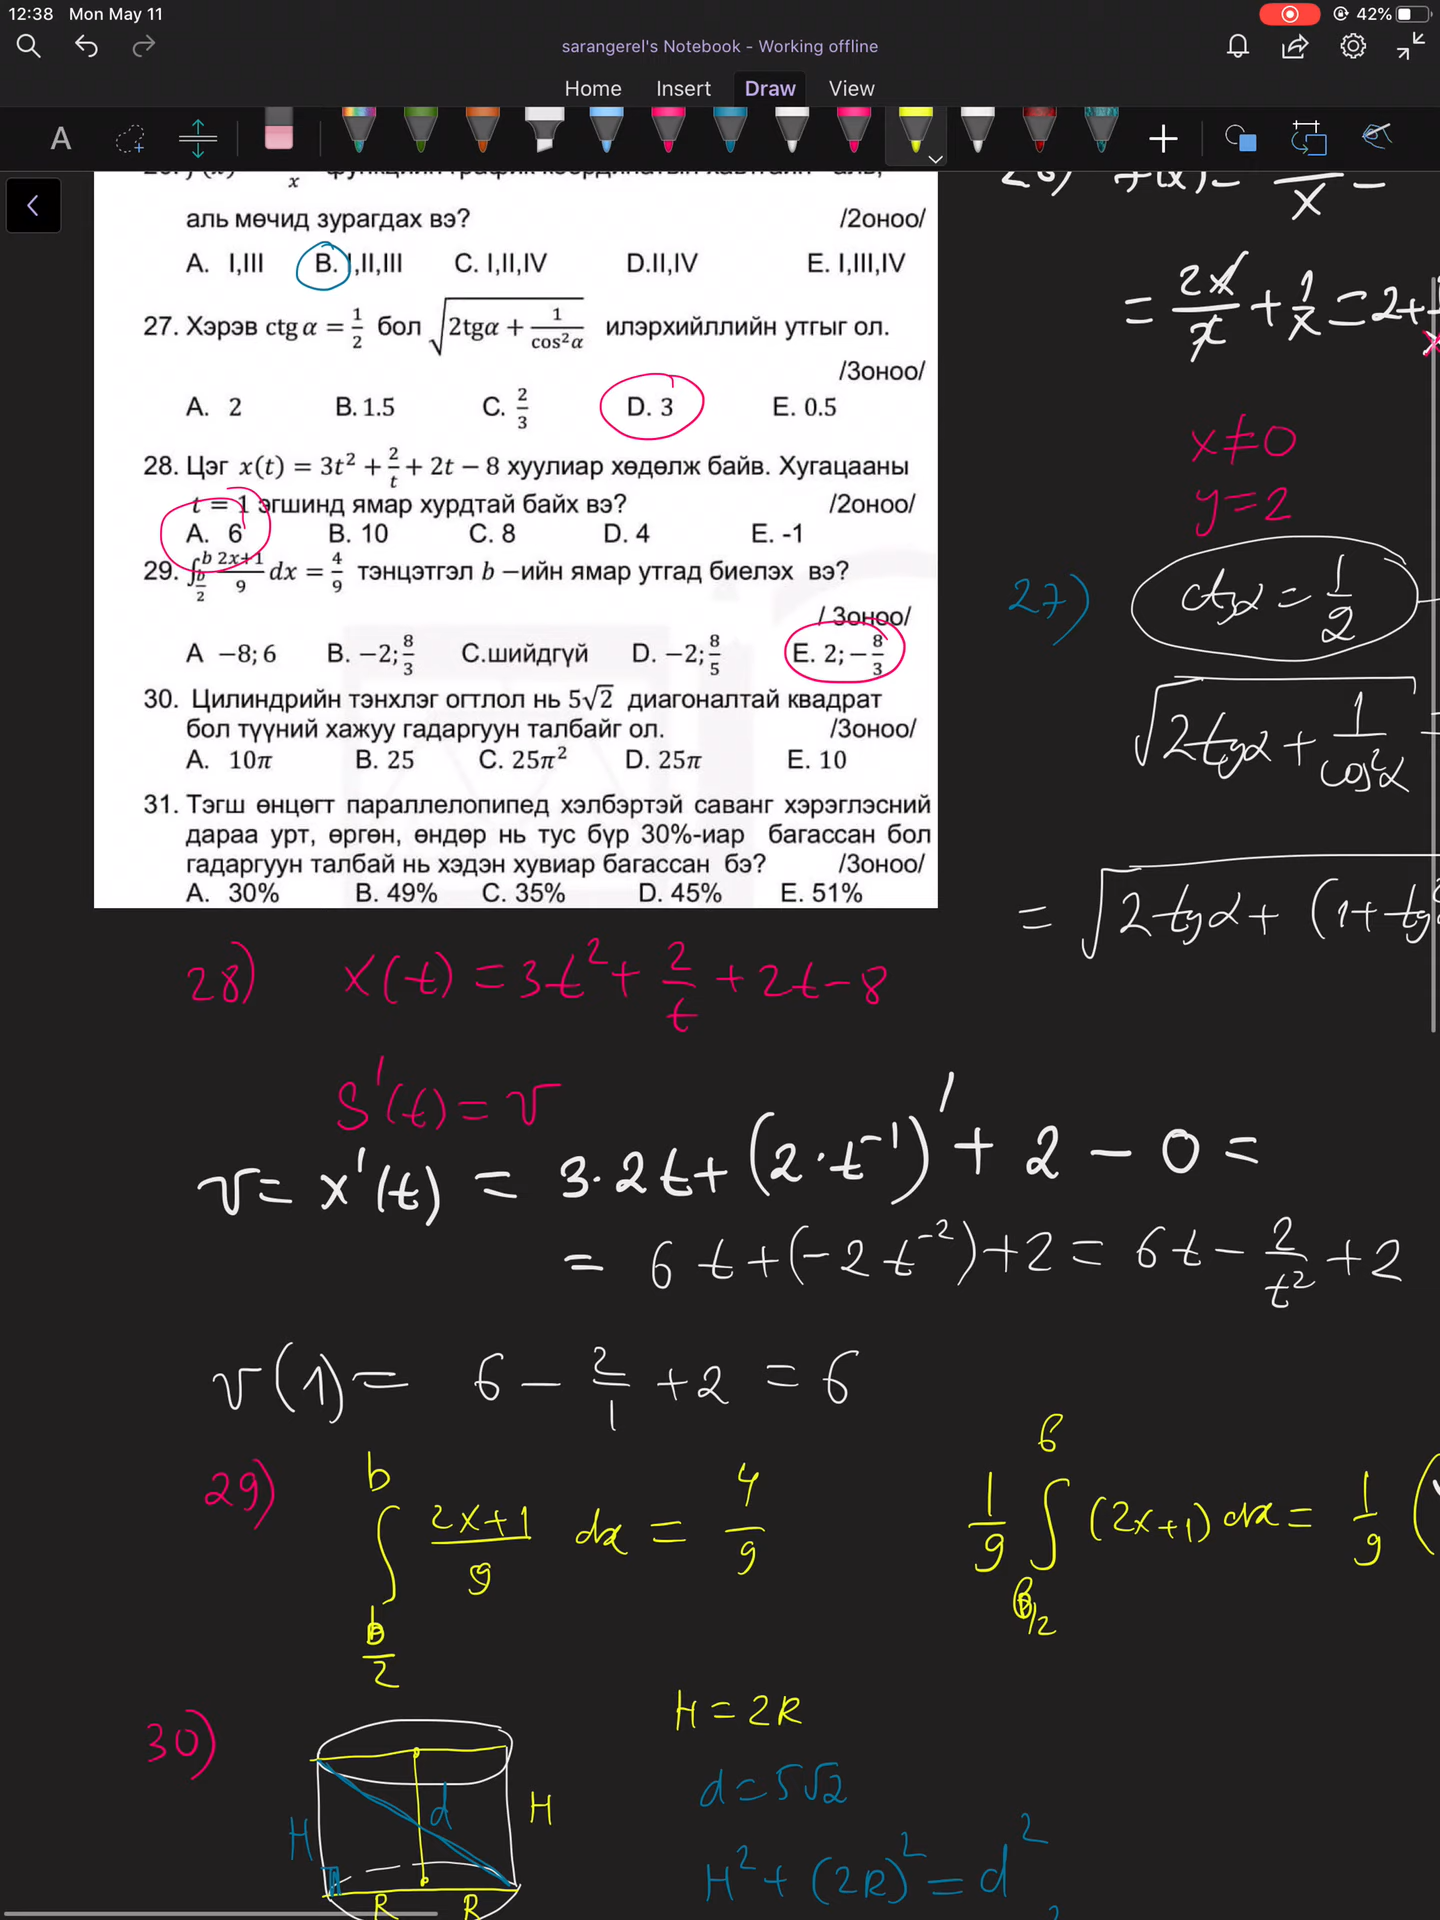 12:38 Mon May 11
42%
sarangerel's Notebook - Working offline
Home Insert Draw View
A
x
аль мөчид зурагдах вэ? /2оноо/
A. I,III B. I,II,III C. I,II,IV D.II,IV E. I,III,IV
27. Хэрэв ctg α = 1/2 бол √(2tgα + 1/cos²α) илэрхийллийн утгыг ол.
/3оноо/
A. 2 B. 1.5 C. 2/3 D. 3 E. 0.5
28. Цэг x(t) = 3t² + 2/t + 2t − 8 хуулиар хөдөлж байв. Хугацааны
t = 1 эгшинд ямар хурдтай байх вэ? /2оноо/
A. 6 B. 10 C. 8 D. 4 E. -1
29. ∫_{b/2}^{b} (2x+1)/9 dx = 4/9 тэнцэтгэл b −ийн ямар утгад биелэх вэ?
/ 3оноо/
A −8; 6 B. −2; 8/3 C.шийдгүй D. −2; 8/5 E. 2; −8/3
30. Цилиндрийн тэнхлэг огтлол нь 5√2 диагоналтай квадрат
бол түүний хажуу гадаргуун талбайг ол. /3оноо/
A. 10π B. 25 C. 25π² D. 25π E. 10
31. Тэгш өнцөгт параллелопипед хэлбэртэй саванг хэрэглэсний
дараа урт, өргөн, өндөр нь тус бүр 30%-иар багассан бол
гадаргуун талбай нь хэдэн хувиар багассан бэ? /3оноо/
A. 30% B. 49% C. 35% D. 45% E. 51%
= 2x/x + 1/x = 2+
x≠0
y=2
27) ctgα = 1/2
√(2tgα + 1/cos²α)
= √2tgα + (1+tg
28) x(t) = 3t² + 2/t + 2t − 8
S'(t) = v
v = x'(t) = 3·2t + (2·t⁻¹)' + 2 − 0 =
= 6t + (−2t⁻²) + 2 = 6t − 2/t² + 2
v(1) = 6 − 2/1 + 2 = 6
29) ∫_{b/2}^{b} (2x+1)/9 dx = 4/9
1/9 ∫_{b/2}^{b} (2x+1) dx = 1/9 (
30)
H = 2R
d = 5√2
H² + (2R)² = d²
H
d
H
R R